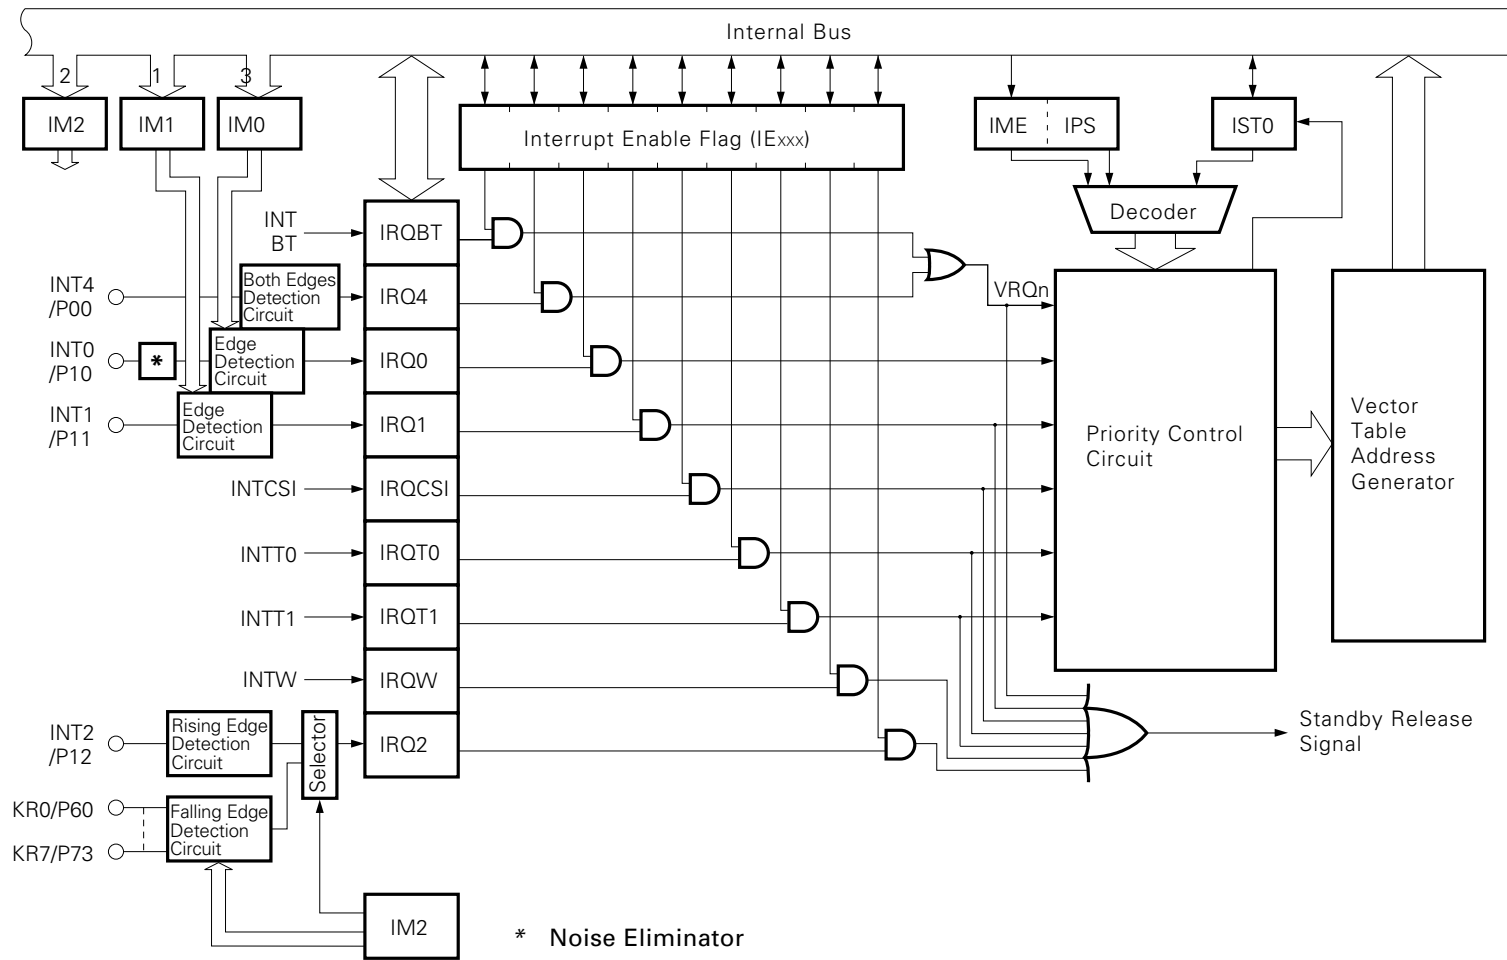 Internal Bus
2
1
3
IM2
IM1
IM0
Interrupt Enable Flag (IExxx)
IME
IPS
IST0
Decoder
INT
BT
IRQBT
INT4
/P00
Both Edges
Detection
Circuit
IRQ4
VRQn
INT0
/P10
*
Edge
Detection
Circuit
IRQ0
INT1
/P11
Edge
Detection
Circuit
IRQ1
Priority Control
Circuit
Vector
Table
Address
Generator
INTCSI
IRQCSI
INTT0
IRQT0
INTT1
IRQT1
INTW
IRQW
INT2
/P12
Rising Edge
Detection
Circuit
Selector
IRQ2
Standby Release
Signal
KR0/P60
KR7/P73
Falling Edge
Detection
Circuit
IM2
* Noise Eliminator